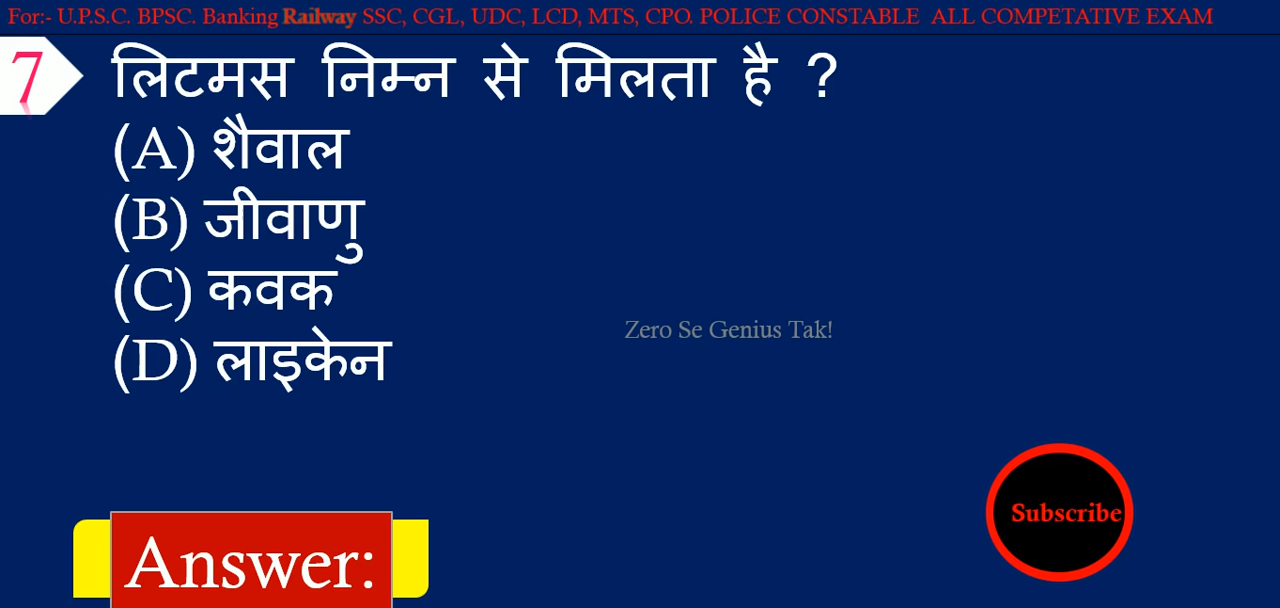 For:- U.P.S.C. BPSC. Banking Railway SSC, CGL, UDC, LCD, MTS, CPO. POLICE CONSTABLE ALL COMPETATIVE EXAM
7 लिटमस निम्न से मिलता है ?
(A) शैवाल
(B) जीवाणु
(C) कवक
(D) लाइकेन
Zero Se Genius Tak!
Subscribe
Answer: